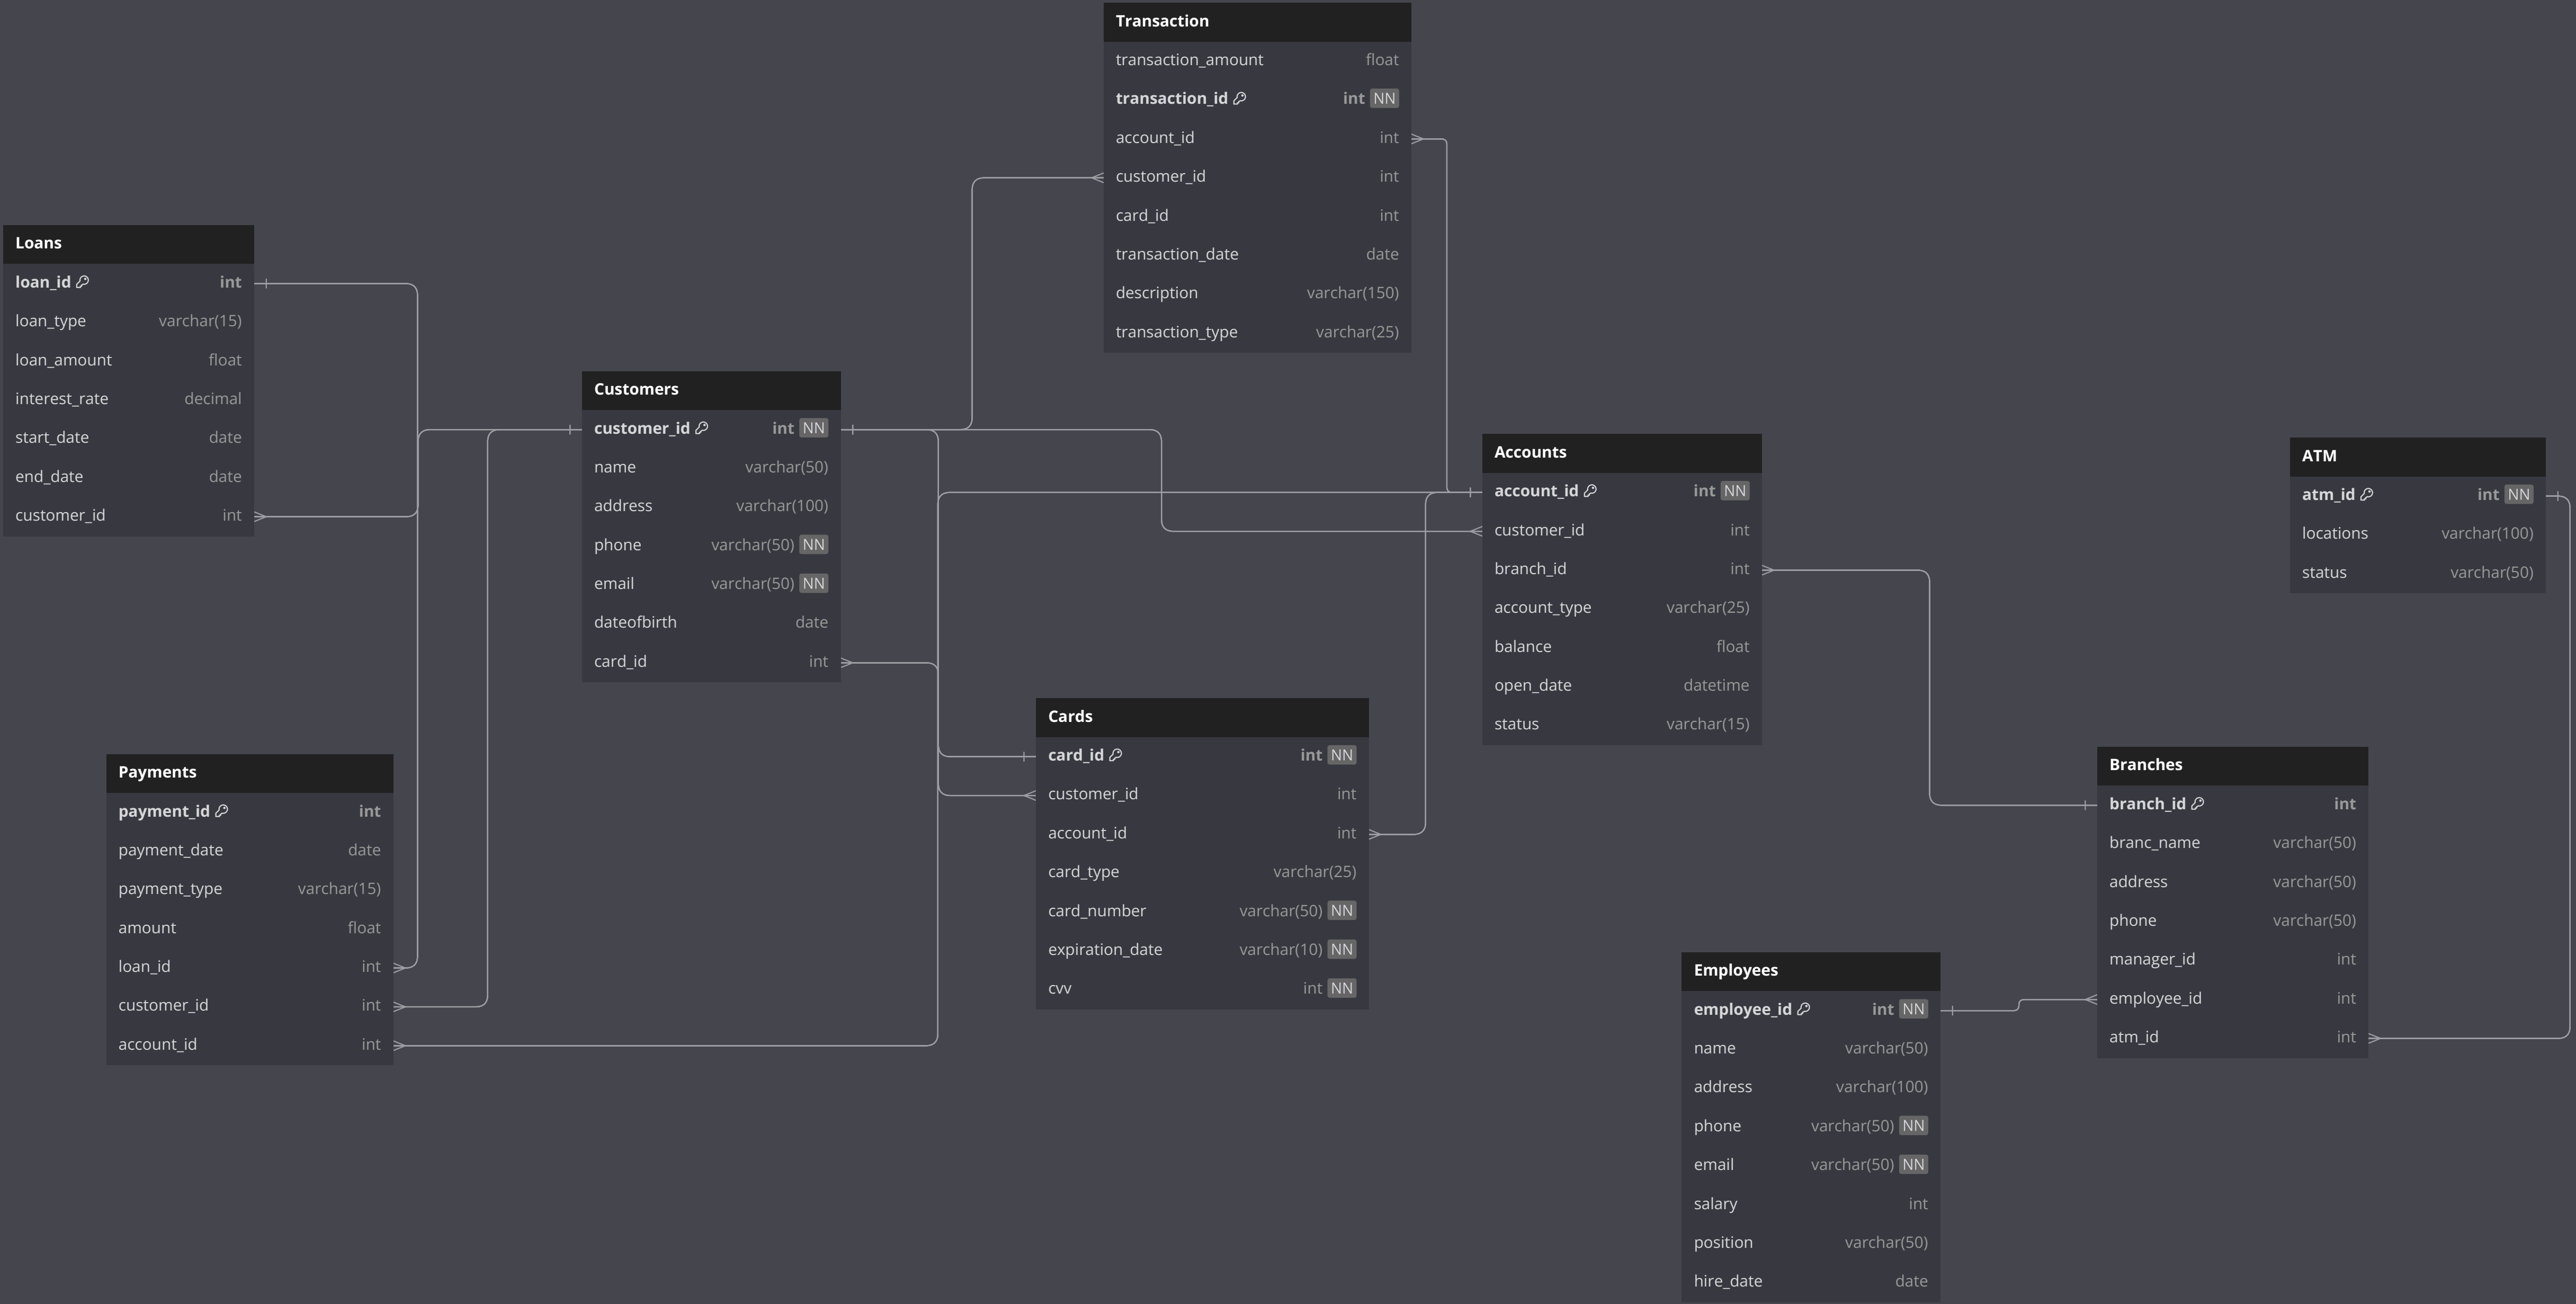 Transaction
transaction_amount float
transaction_id int NN
account_id int
customer_id int
card_id int
transaction_date date
description varchar(150)
transaction_type varchar(25)
Loans
loan_id int
loan_type varchar(15)
loan_amount float
interest_rate decimal
start_date date
end_date date
customer_id int
Customers
customer_id int NN
name varchar(50)
address varchar(100)
phone varchar(50) NN
email varchar(50) NN
dateofbirth date
card_id int
Accounts
account_id int NN
customer_id int
branch_id int
account_type varchar(25)
balance float
open_date datetime
status varchar(15)
ATM
atm_id int NN
locations varchar(100)
status varchar(50)
Cards
card_id int NN
customer_id int
account_id int
card_type varchar(25)
card_number varchar(50) NN
expiration_date varchar(10) NN
cvv int NN
Payments
payment_id int
payment_date date
payment_type varchar(15)
amount float
loan_id int
customer_id int
account_id int
Branches
branch_id int
branc_name varchar(50)
address varchar(50)
phone varchar(50)
manager_id int
employee_id int
atm_id int
Employees
employee_id int NN
name varchar(50)
address varchar(100)
phone varchar(50) NN
email varchar(50) NN
salary int
position varchar(50)
hire_date date